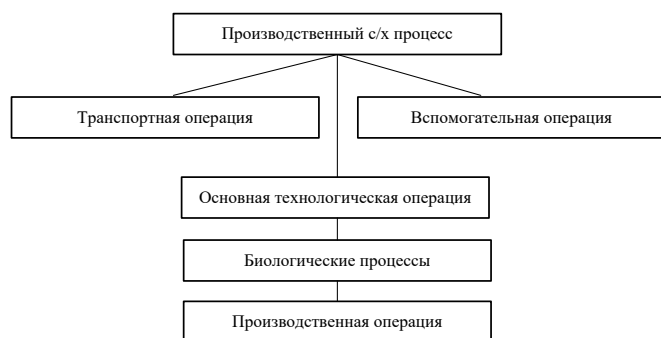 Производственный с/х процесс
Транспортная операция
Вспомогательная операция
Основная технологическая операция
Биологические процессы
Производственная операция